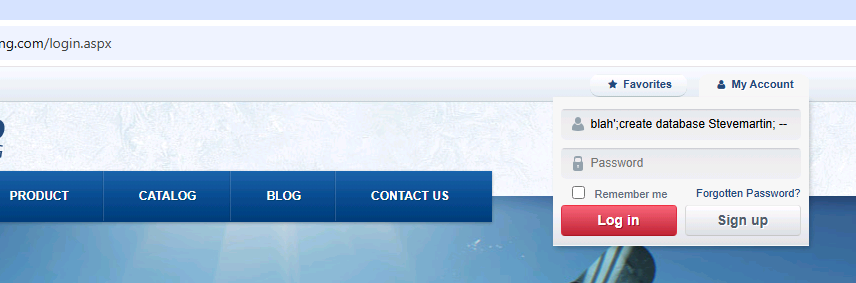 ng.com/login.aspx
Favorites
My Account
blah';create database Stevemartin; --
Password
Remember me
Forgotten Password?
Log in
Sign up
PRODUCT
CATALOG
BLOG
CONTACT US